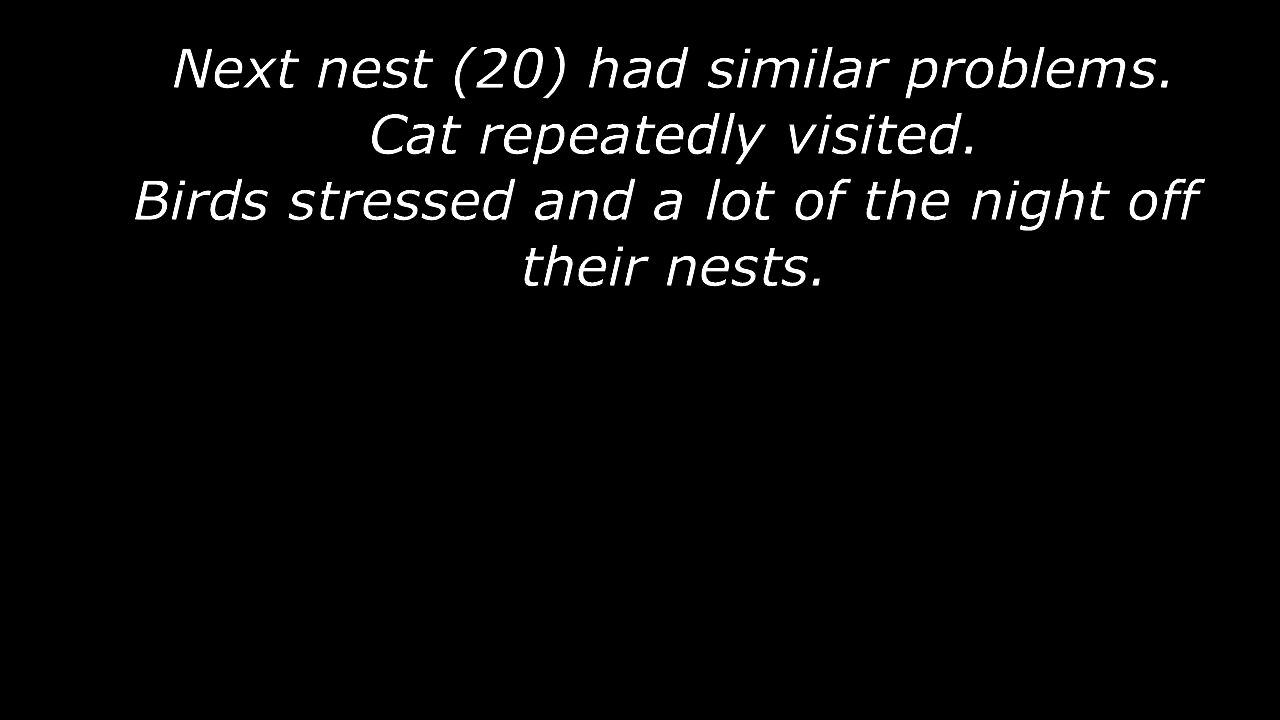 Next nest (20) had similar problems.
Cat repeatedly visited.
Birds stressed and a lot of the night off
their nests.